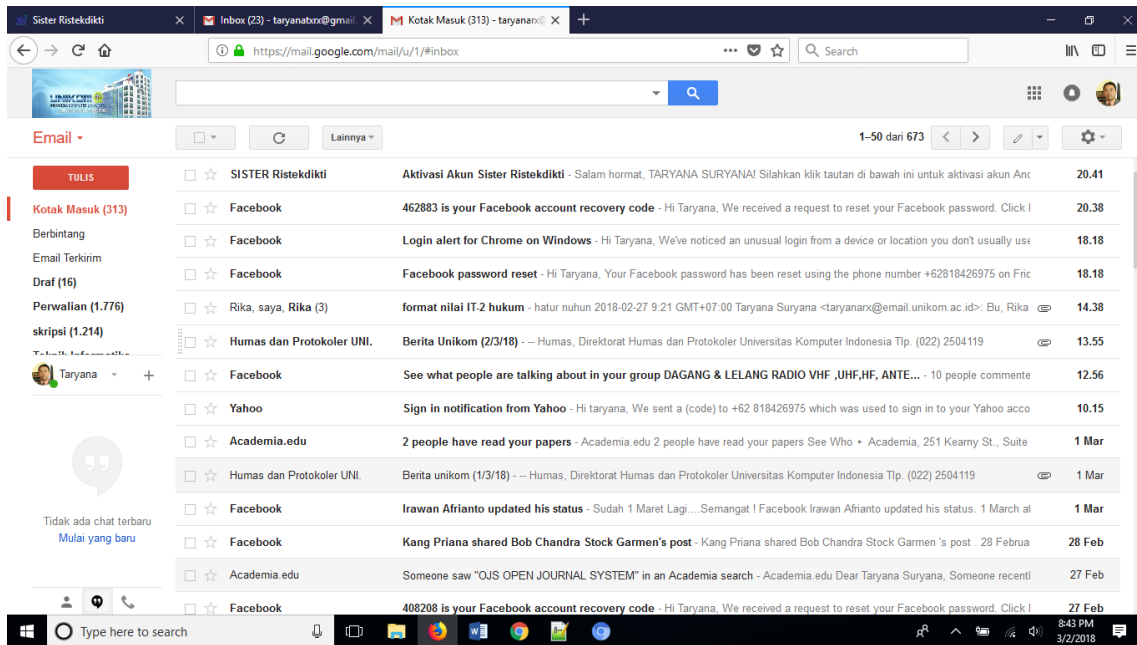 Sister Ristekdikti
Inbox (23) - taryanatxrx@gmail.
Kotak Masuk (313) - taryanarx@
https://mail.google.com/mail/u/1/#inbox
Search
UNIKOM
Email
Lainnya
1–50 dari 673
TULIS
Kotak Masuk (313)
Berbintang
Email Terkirim
Draf (16)
Perwalian (1.776)
skripsi (1.214)
Teknik Informatika
Taryana
Tidak ada chat terbaru
Mulai yang baru
SISTER Ristekdikti Aktivasi Akun Sister Ristekdikti - Salam hormat, TARYANA SURYANA! Silahkan klik tautan di bawah ini untuk aktivasi akun Anc 20.41
Facebook 462883 is your Facebook account recovery code - Hi Taryana, We received a request to reset your Facebook password. Click l 20.38
Facebook Login alert for Chrome on Windows - Hi Taryana, We've noticed an unusual login from a device or location you don't usually use 18.18
Facebook Facebook password reset - Hi Taryana, Your Facebook password has been reset using the phone number +62818426975 on Fric 18.18
Rika, saya, Rika (3) format nilai IT-2 hukum - hatur nuhun 2018-02-27 9:21 GMT+07:00 Taryana Suryana <taryanarx@email.unikom.ac.id>: Bu, Rika 14.38
Humas dan Protokoler UNI. Berita Unikom (2/3/18) - -- Humas, Direktorat Humas dan Protokoler Universitas Komputer Indonesia Tlp. (022) 2504119 13.55
Facebook See what people are talking about in your group DAGANG & LELANG RADIO VHF ,UHF,HF, ANTE... - 10 people commente 12.56
Yahoo Sign in notification from Yahoo - Hi taryana, We sent a (code) to +62 818426975 which was used to sign in to your Yahoo acco 10.15
Academia.edu 2 people have read your papers - Academia.edu 2 people have read your papers See Who ▸ Academia, 251 Kearny St., Suite 1 Mar
Humas dan Protokoler UNI. Berita unikom (1/3/18) - -- Humas, Direktorat Humas dan Protokoler Universitas Komputer Indonesia Tlp. (022) 2504119 1 Mar
Facebook Irawan Afrianto updated his status - Sudah 1 Maret Lagi....Semangat ! Facebook Irawan Afrianto updated his status. 1 March at 1 Mar
Facebook Kang Priana shared Bob Chandra Stock Garmen's post - Kang Priana shared Bob Chandra Stock Garmen 's post . 28 Februa 28 Feb
Academia.edu Someone saw "OJS OPEN JOURNAL SYSTEM" in an Academia search - Academia.edu Dear Taryana Suryana, Someone recentl 27 Feb
Facebook 408208 is your Facebook account recovery code - Hi Taryana, We received a request to reset your Facebook password. Click l 27 Feb
Type here to search
8:43 PM
3/2/2018